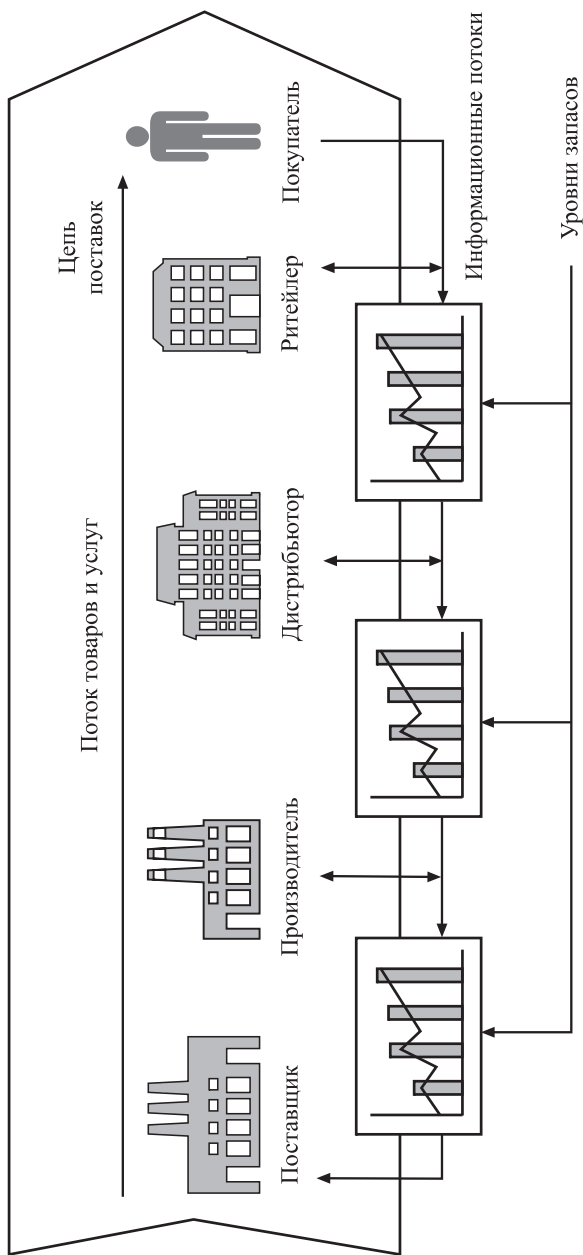 Цепь
поставок
Поток товаров и услуг
Поставщик
Производитель
Дистрибьютор
Ритейлер
Покупатель
Информационные потоки
Уровни запасов